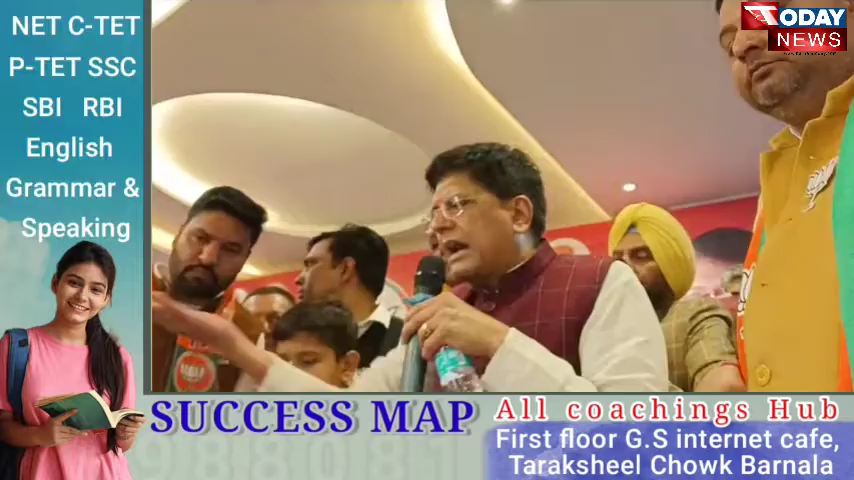 NET C-TET
P-TET SSC
SBI RBI
English
Grammar &
Speaking
TODAY
NEWS
SUCCESS MAP
All coachings Hub
First floor G.S internet cafe,
Taraksheel Chowk Barnala